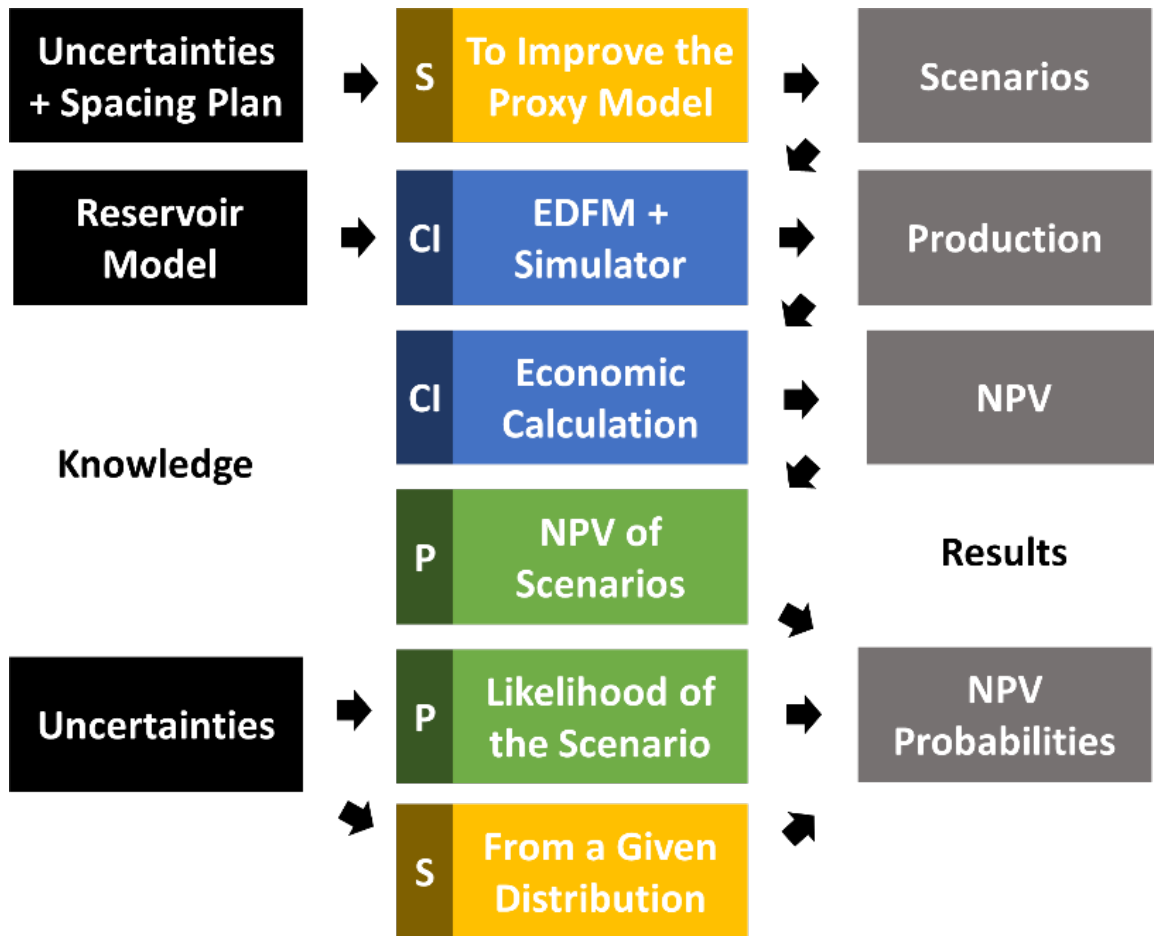 Uncertainties
+ Spacing Plan
S
To Improve the
Proxy Model
Scenarios
Reservoir
Model
CI
EDFM +
Simulator
Production
CI
Economic
Calculation
NPV
Knowledge
P
NPV of
Scenarios
Results
Uncertainties
P
Likelihood of
the Scenario
NPV
Probabilities
S
From a Given
Distribution